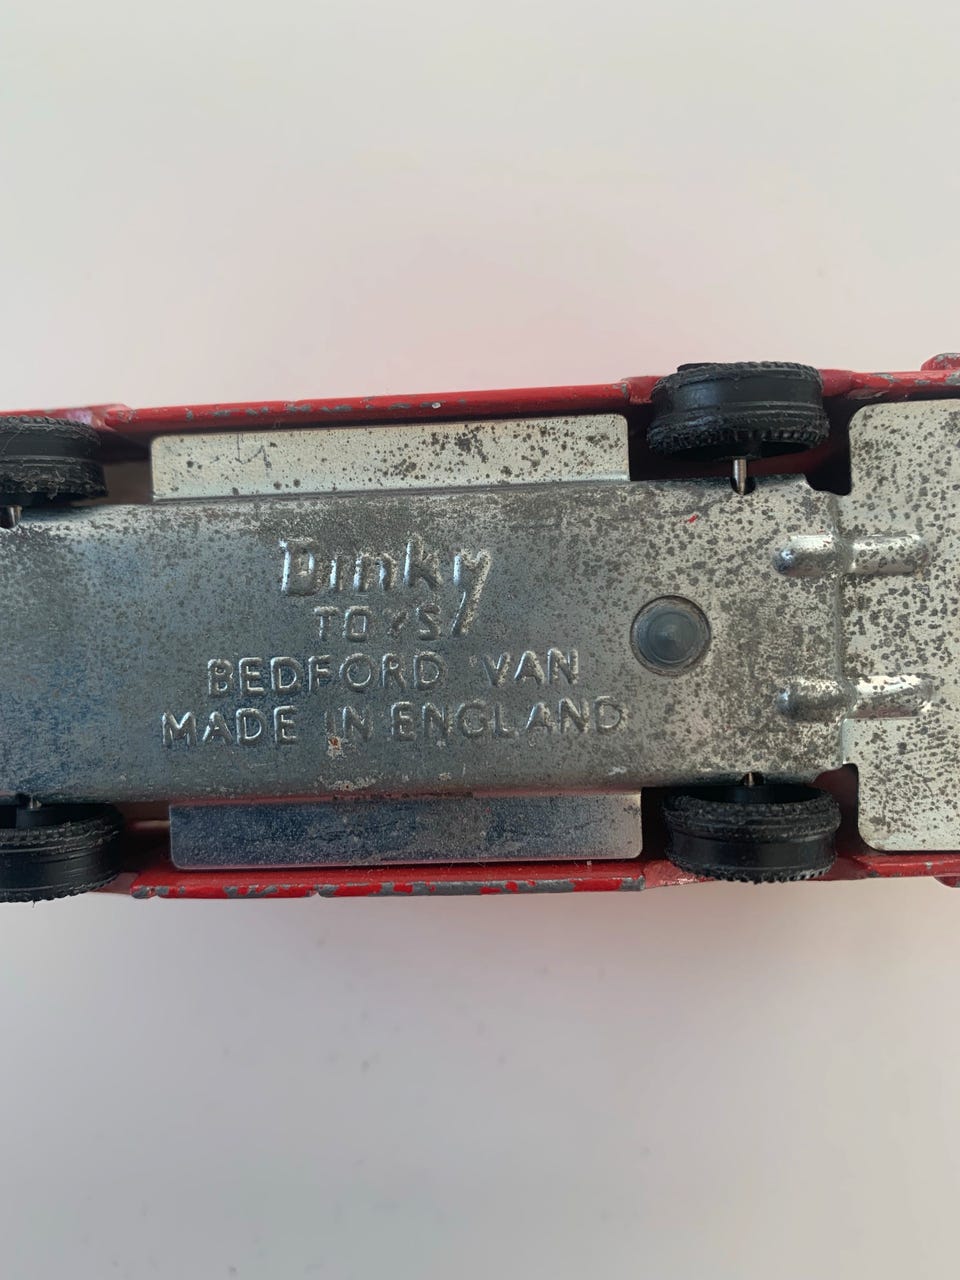 Dinky
TOYS
BEDFORD VAN
MADE IN ENGLAND